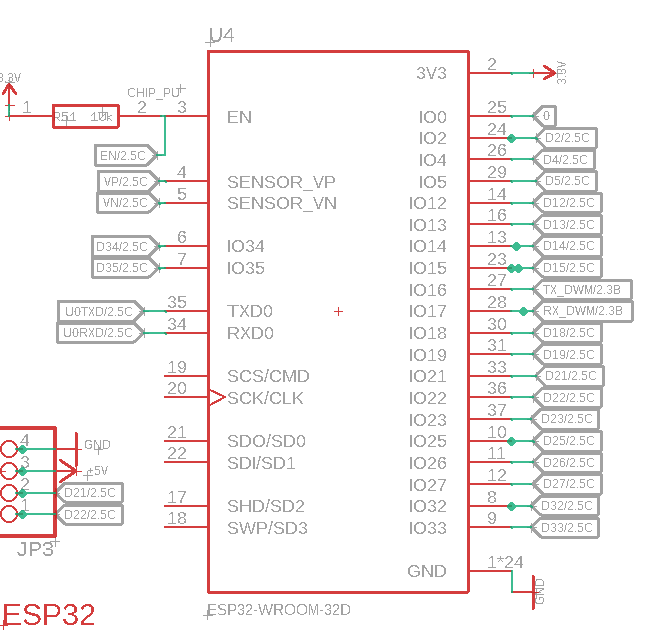 U4
3.3V
1
R51 10k
2
CHIP_PU
3
EN
EN/2.5C
VP/2.5C
4
SENSOR_VP
VN/2.5C
5
SENSOR_VN
D34/2.5C
6
IO34
D35/2.5C
7
IO35
U0TXD/2.5C
35
TXD0
U0RXD/2.5C
34
RXD0
19
SCS/CMD
20
SCK/CLK
21
SDO/SD0
22
SDI/SD1
17
SHD/SD2
18
SWP/SD3
3V3
2
3.3V
IO0
25
0
IO2
24
D2/2.5C
IO4
26
D4/2.5C
IO5
29
D5/2.5C
IO12
14
D12/2.5C
IO13
16
D13/2.5C
IO14
13
D14/2.5C
IO15
23
D15/2.5C
IO16
27
TX_DWM/2.3B
IO17
28
RX_DWM/2.3B
IO18
30
D18/2.5C
IO19
31
D19/2.5C
IO21
33
D21/2.5C
IO22
36
D22/2.5C
IO23
37
D23/2.5C
IO25
10
D25/2.5C
IO26
11
D26/2.5C
IO27
12
D27/2.5C
IO32
8
D32/2.5C
IO33
9
D33/2.5C
GND
1*24
GND
4
GND
3
+5V
2
D21/2.5C
1
D22/2.5C
JP3
ESP32
ESP32-WROOM-32D